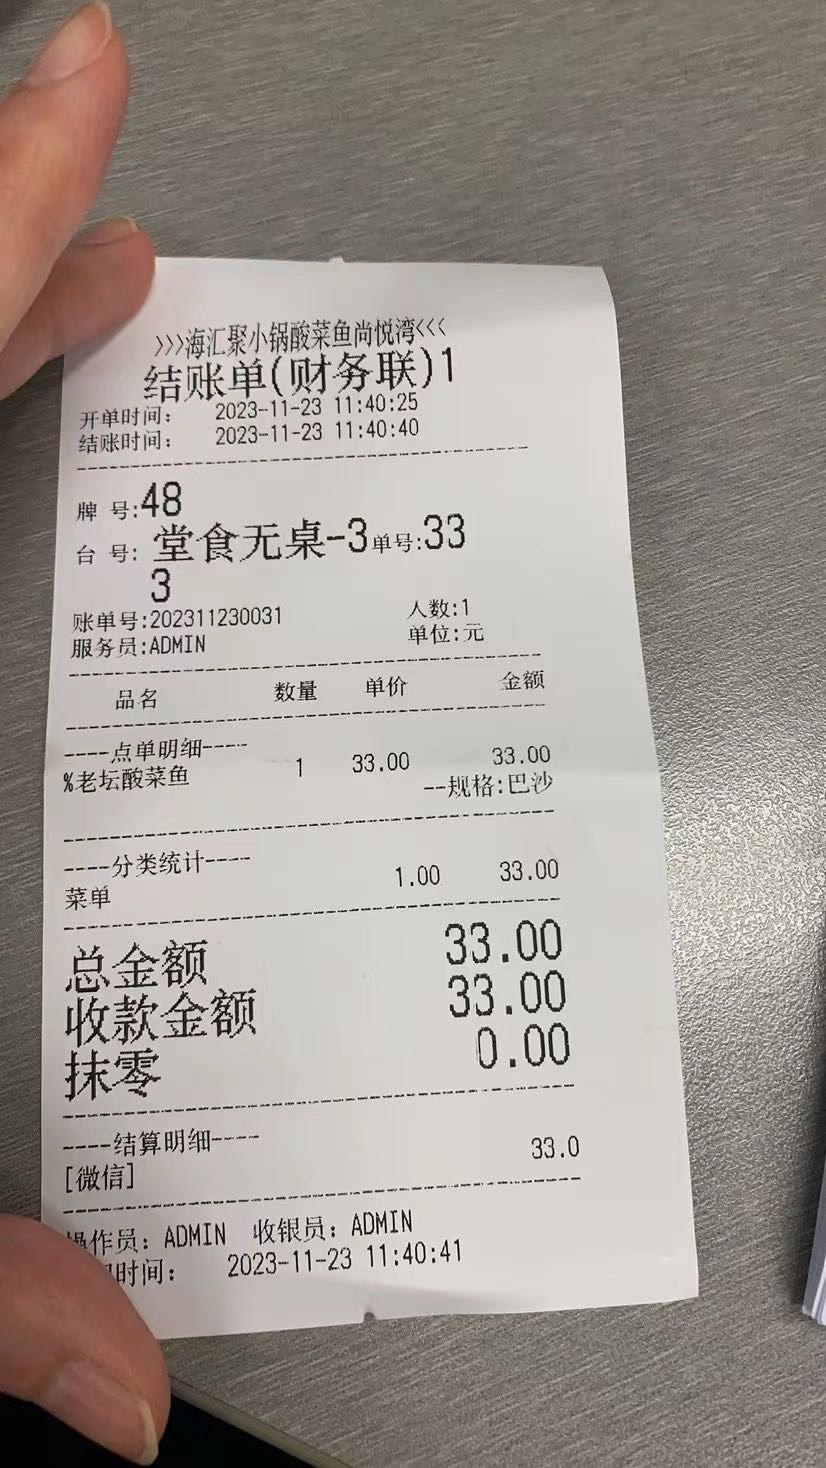 >>>海汇聚小锅酸菜鱼尚悦湾<<<
结账单(财务联)1
开单时间: 2023-11-23 11:40:25
结账时间: 2023-11-23 11:40:40
牌 号:48
台 号: 堂食无桌-3单号:33
3
账单号:202311230031 人数:1
服务员:ADMIN 单位:元
品名 数量 单价 金额
----点单明细----
%老坛酸菜鱼 1 33.00 33.00
--规格:巴沙
----分类统计----
菜单 1.00 33.00
总金额 33.00
收款金额 33.00
抹零 0.00
----结算明细----
[微信] 33.0
操作员: ADMIN 收银员: ADMIN
时间: 2023-11-23 11:40:41